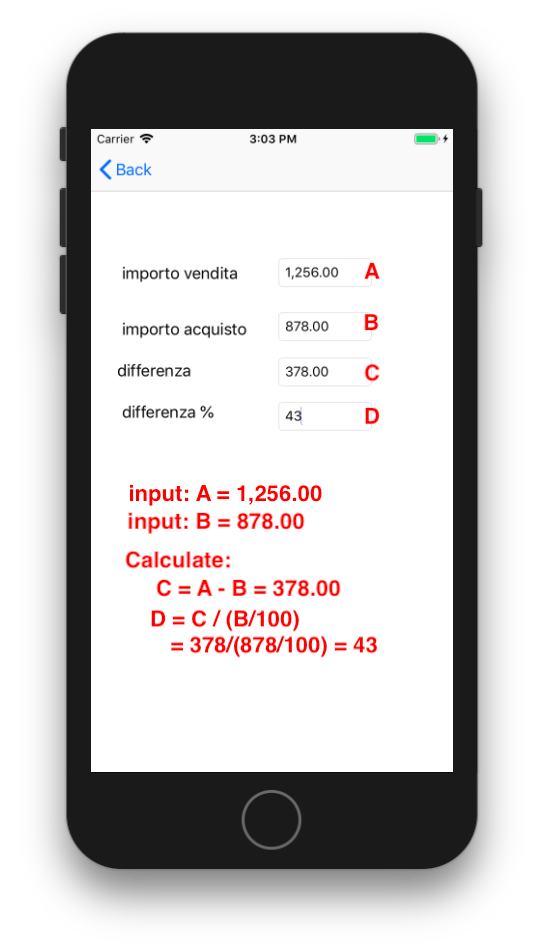 Carrier 3:03 PM
Back
importo vendita 1,256.00 A
importo acquisto 878.00 B
differenza 378.00 C
differenza % 43 D
input: A = 1,256.00
input: B = 878.00
Calculate:
C = A - B = 378.00
D = C / (B/100)
= 378/(878/100) = 43